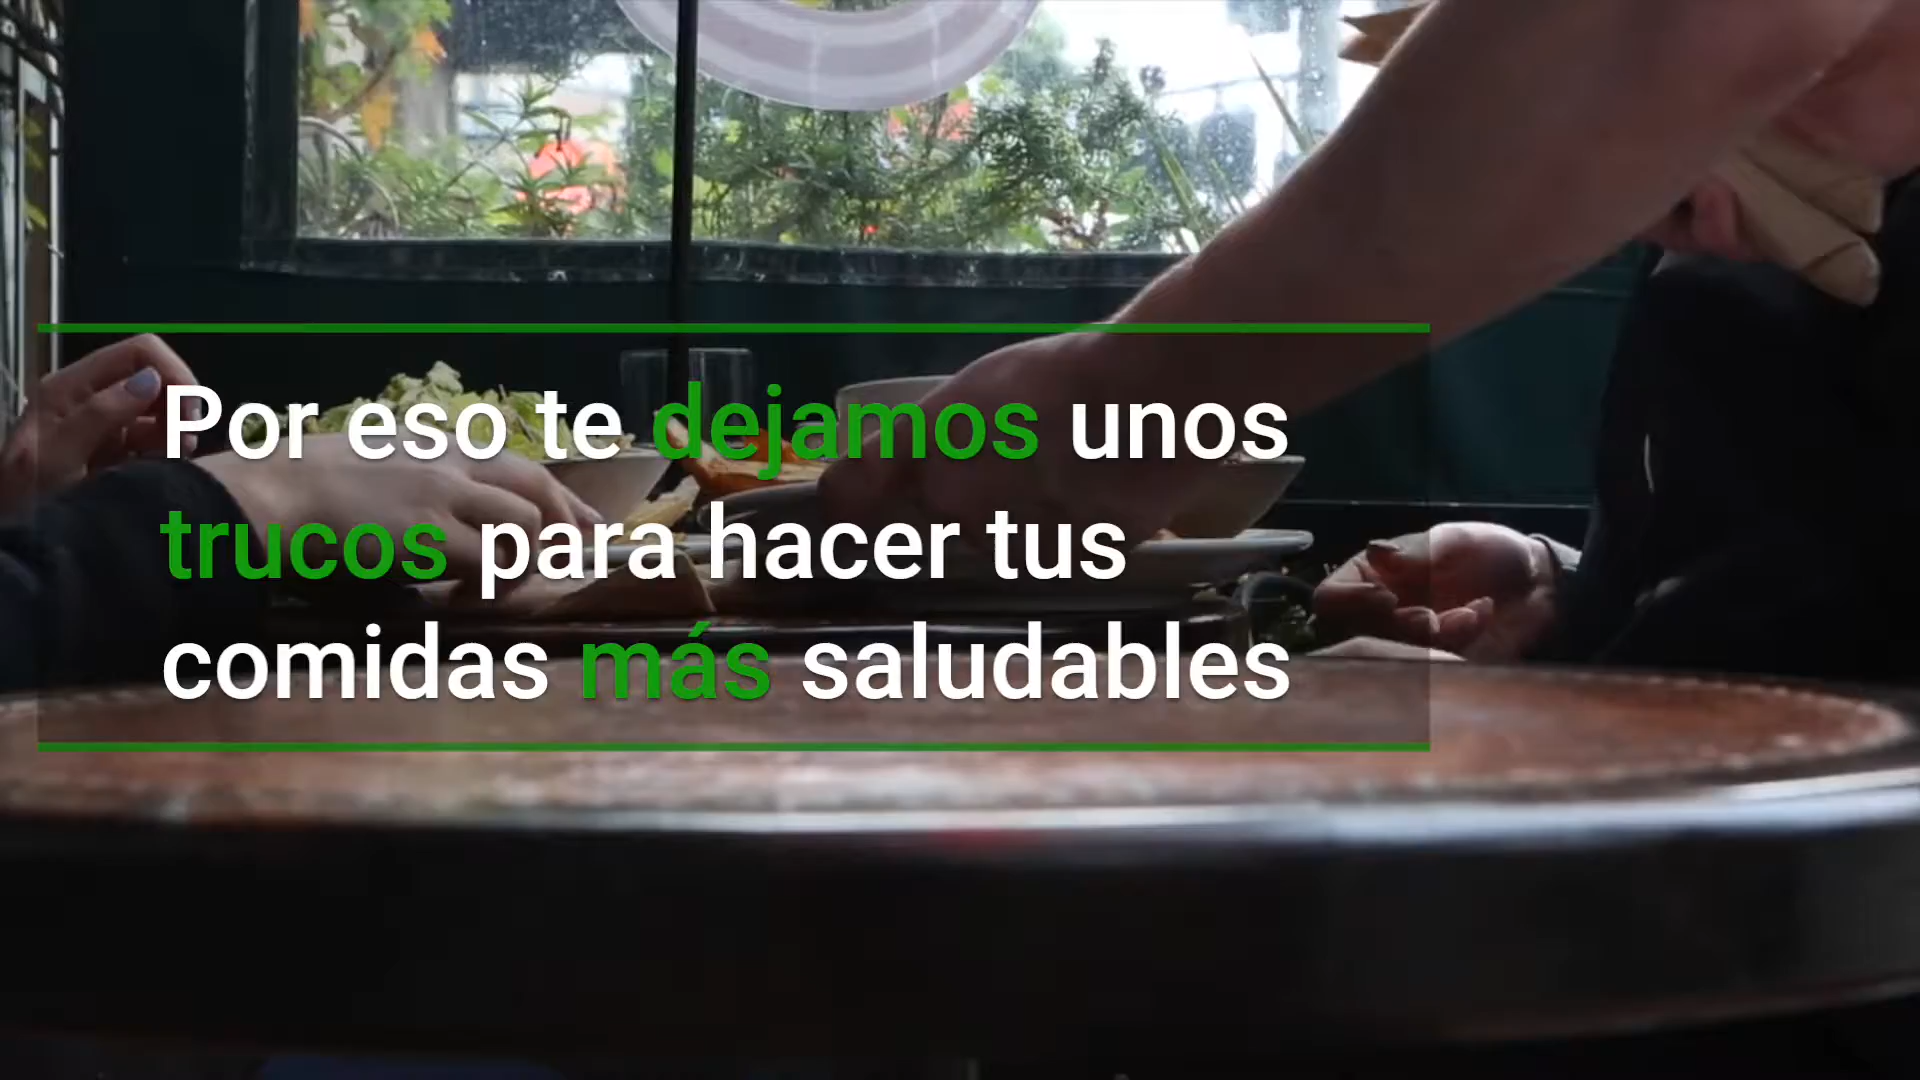 Por eso te dejamos unos
trucos para hacer tus
comidas más saludables